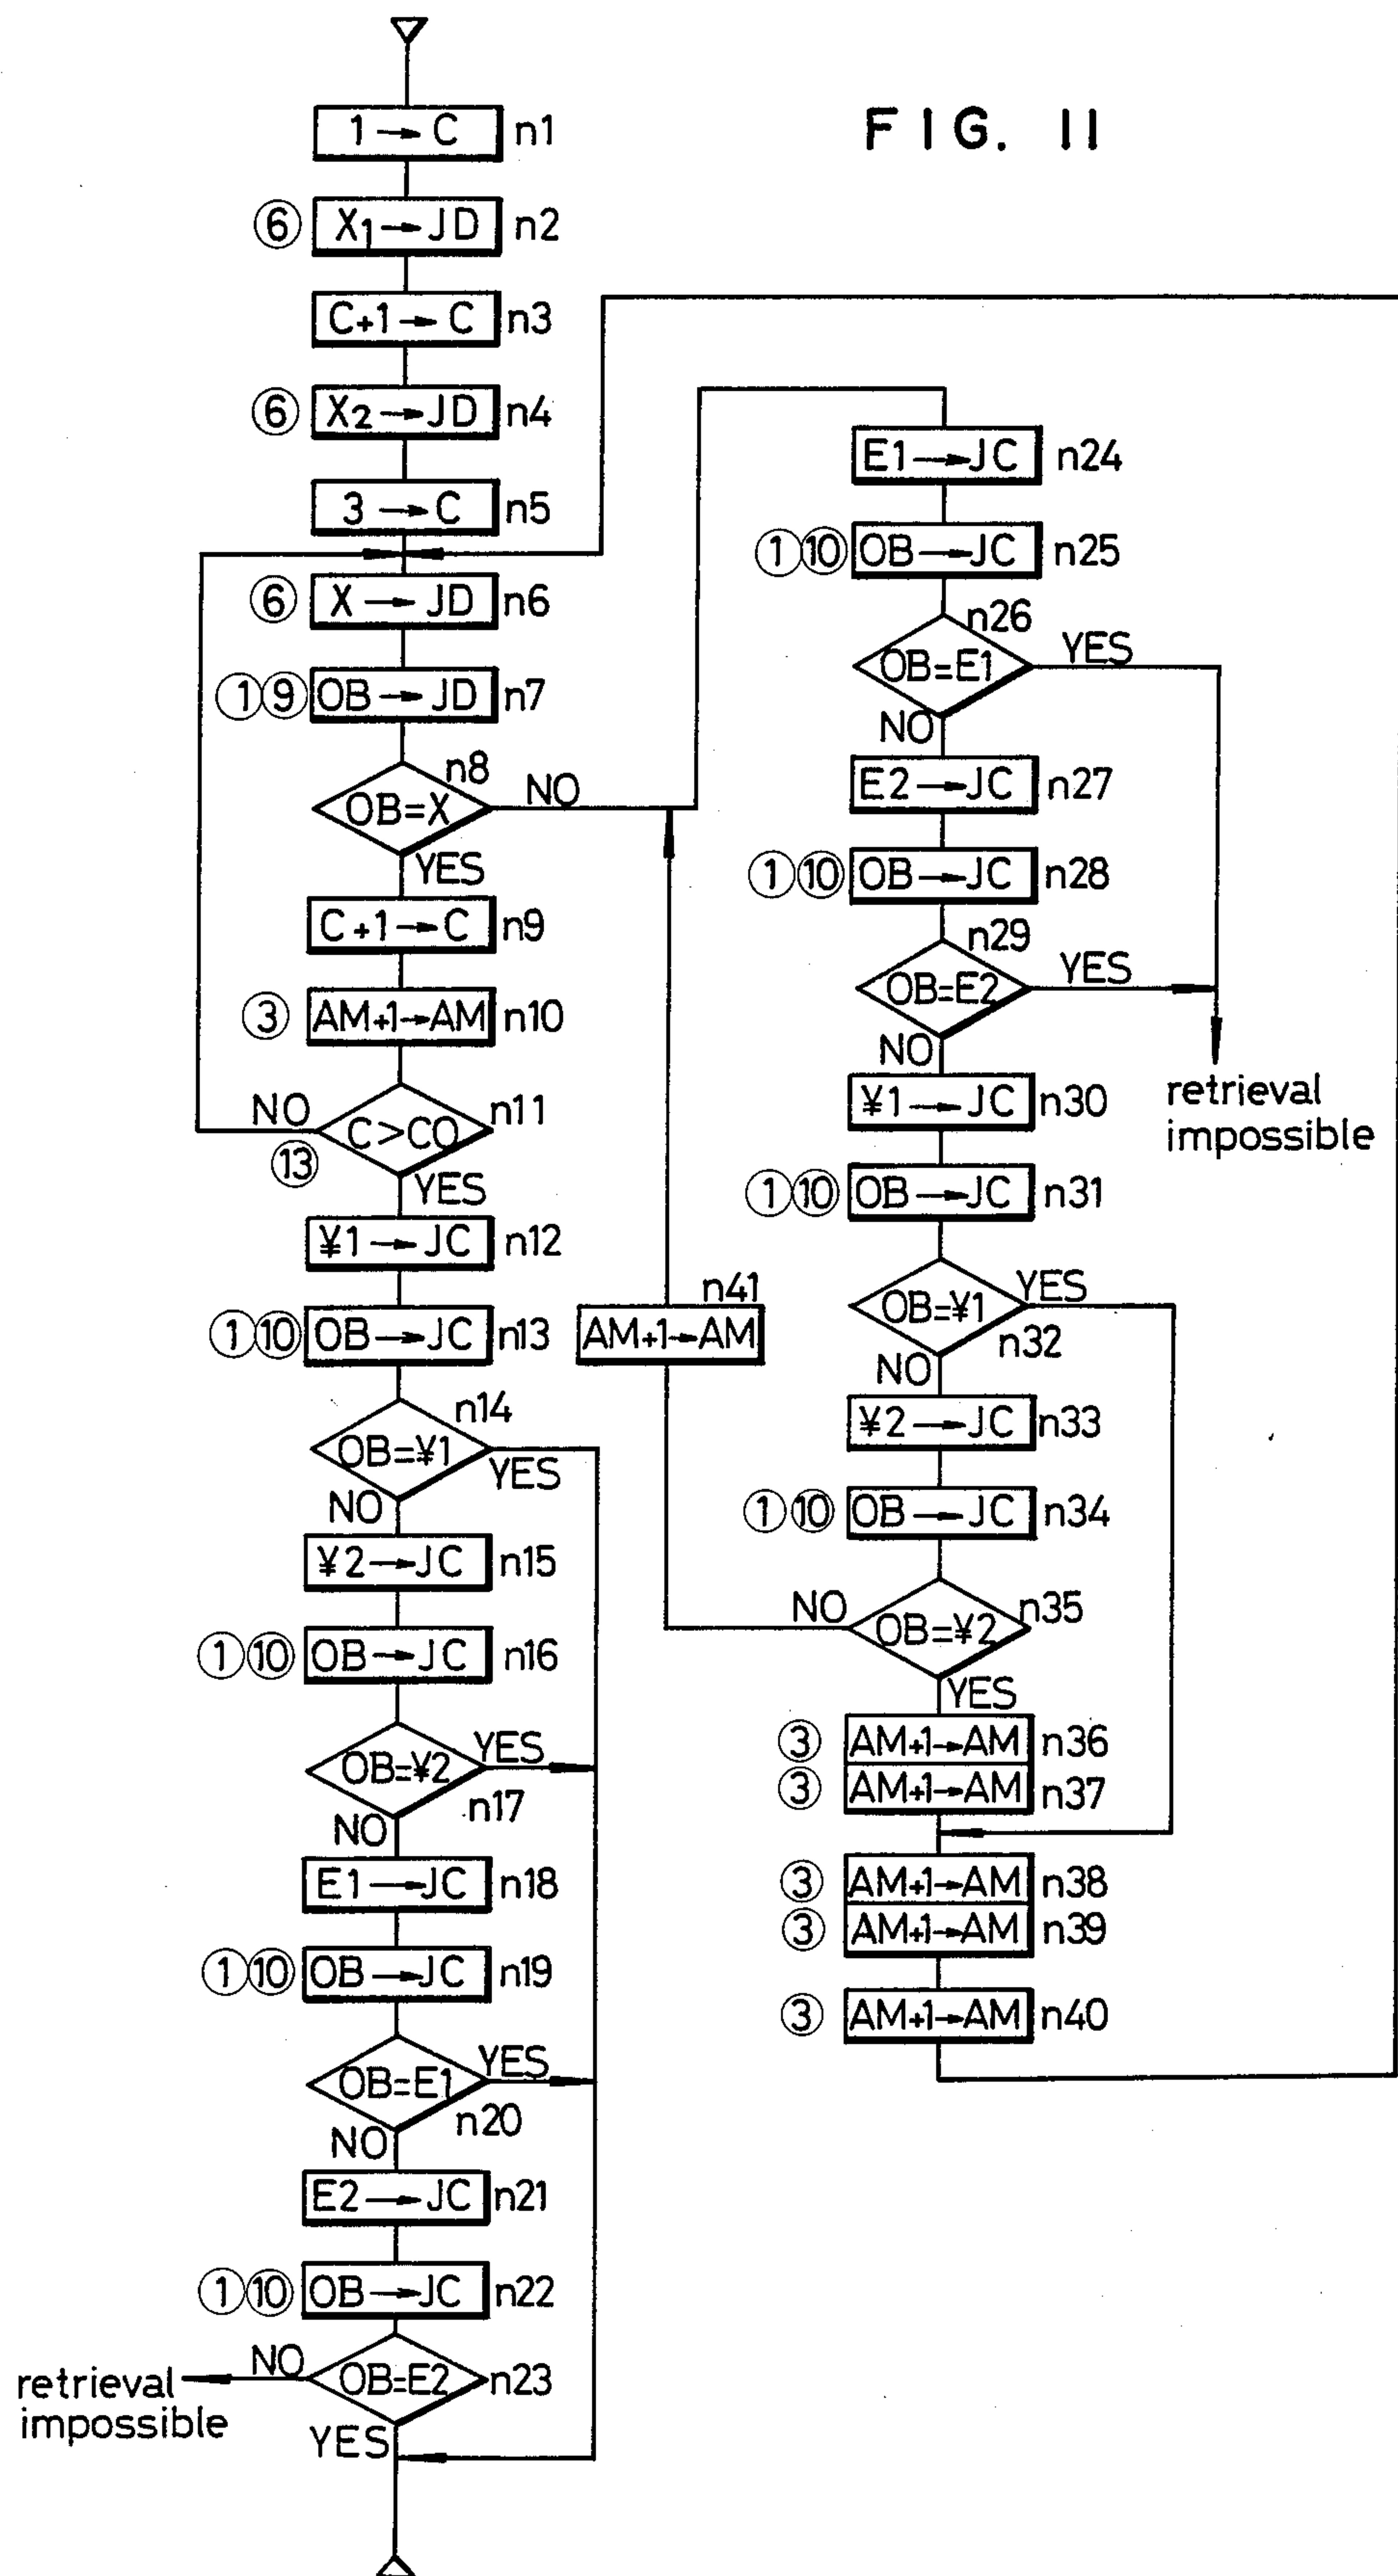 FIG. 11
1→C n1
⑥ X1→JD n2
C+1→C n3
⑥ X2→JD n4
3→C n5
⑥ X→JD n6
①⑨ OB→JD n7
n8
OB=X NO
YES
C+1→C n9
③ AM+1→AM n10
NO C>CO n11
⑬
YES
¥1→JC n12
①⑩ OB→JC n13
n14
OB=¥1
YES
NO
¥2→JC n15
①⑩ OB→JC n16
OB=¥2 YES
n17
NO
E1→JC n18
①⑩ OB→JC n19
OB=E1 YES
n20
NO
E2→JC n21
①⑩ OB→JC n22
NO OB=E2 n23
retrieval
impossible
YES
n41
AM+1→AM
E1→JC n24
①⑩ OB→JC n25
n26
OB=E1 YES
NO
E2→JC n27
①⑩ OB→JC n28
n29
OB=E2 YES
NO
retrieval
impossible
¥1→JC n30
①⑩ OB→JC n31
OB=¥1 YES
n32
NO
¥2→JC n33
①⑩ OB→JC n34
NO OB=¥2 n35
YES
③ AM+1→AM n36
③ AM+1→AM n37
③ AM+1→AM n38
③ AM+1→AM n39
③ AM+1→AM n40